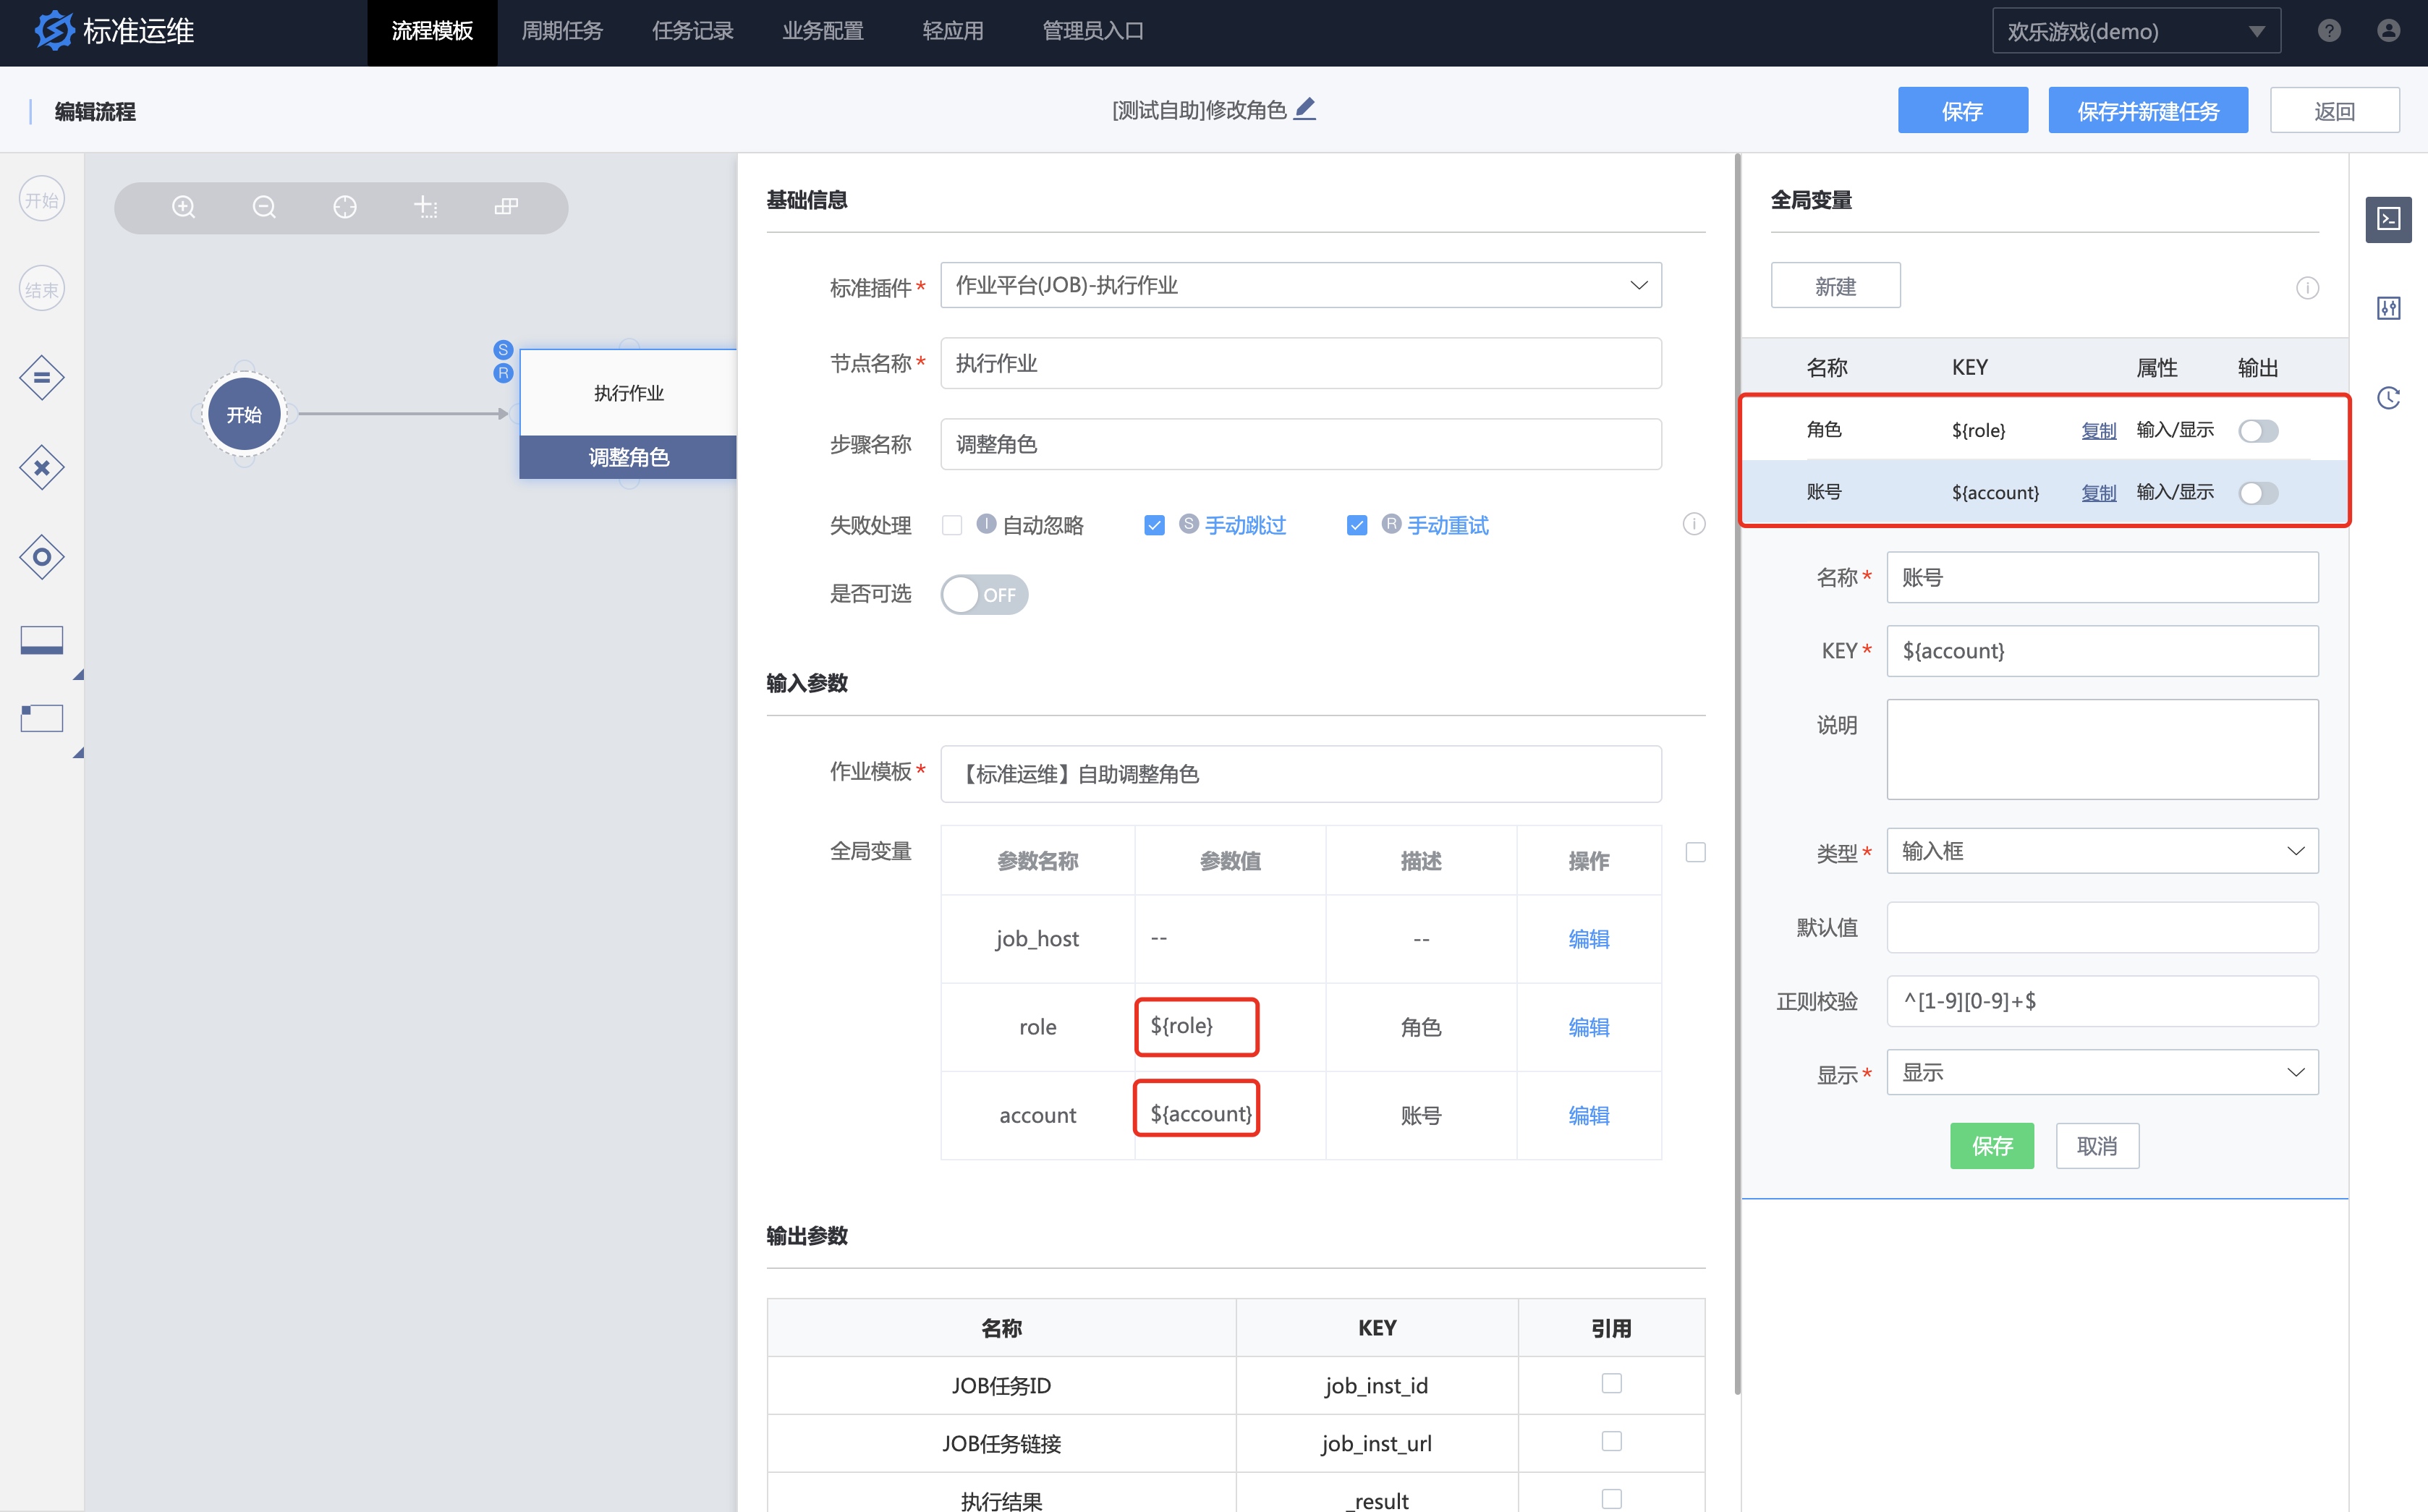 标准运维
流程模板
周期任务
任务记录
业务配置
轻应用
管理员入口
欢乐游戏(demo)
?
编辑流程
[测试自助]修改角色
保存
保存并新建任务
返回
开始
结束
开始
S
R
执行作业
调整角色
基础信息
标准插件* 作业平台(JOB)-执行作业
节点名称* 执行作业
步骤名称 调整角色
失败处理 I 自动忽略 S 手动跳过 R 手动重试
是否可选 OFF
输入参数
作业模板* 【标准运维】自助调整角色
全局变量
参数名称 参数值 描述 操作
job_host -- -- 编辑
role ${role} 角色 编辑
account ${account} 账号 编辑
输出参数
名称 KEY 引用
JOB任务ID job_inst_id
JOB任务链接 job_inst_url
执行结果 _result
全局变量
新建
名称 KEY 属性 输出
角色 ${role} 复制 输入/显示
账号 ${account} 复制 输入/显示
名称* 账号
KEY* ${account}
说明
类型* 输入框
默认值
正则校验 ^[1-9][0-9]+$
显示* 显示
保存 取消